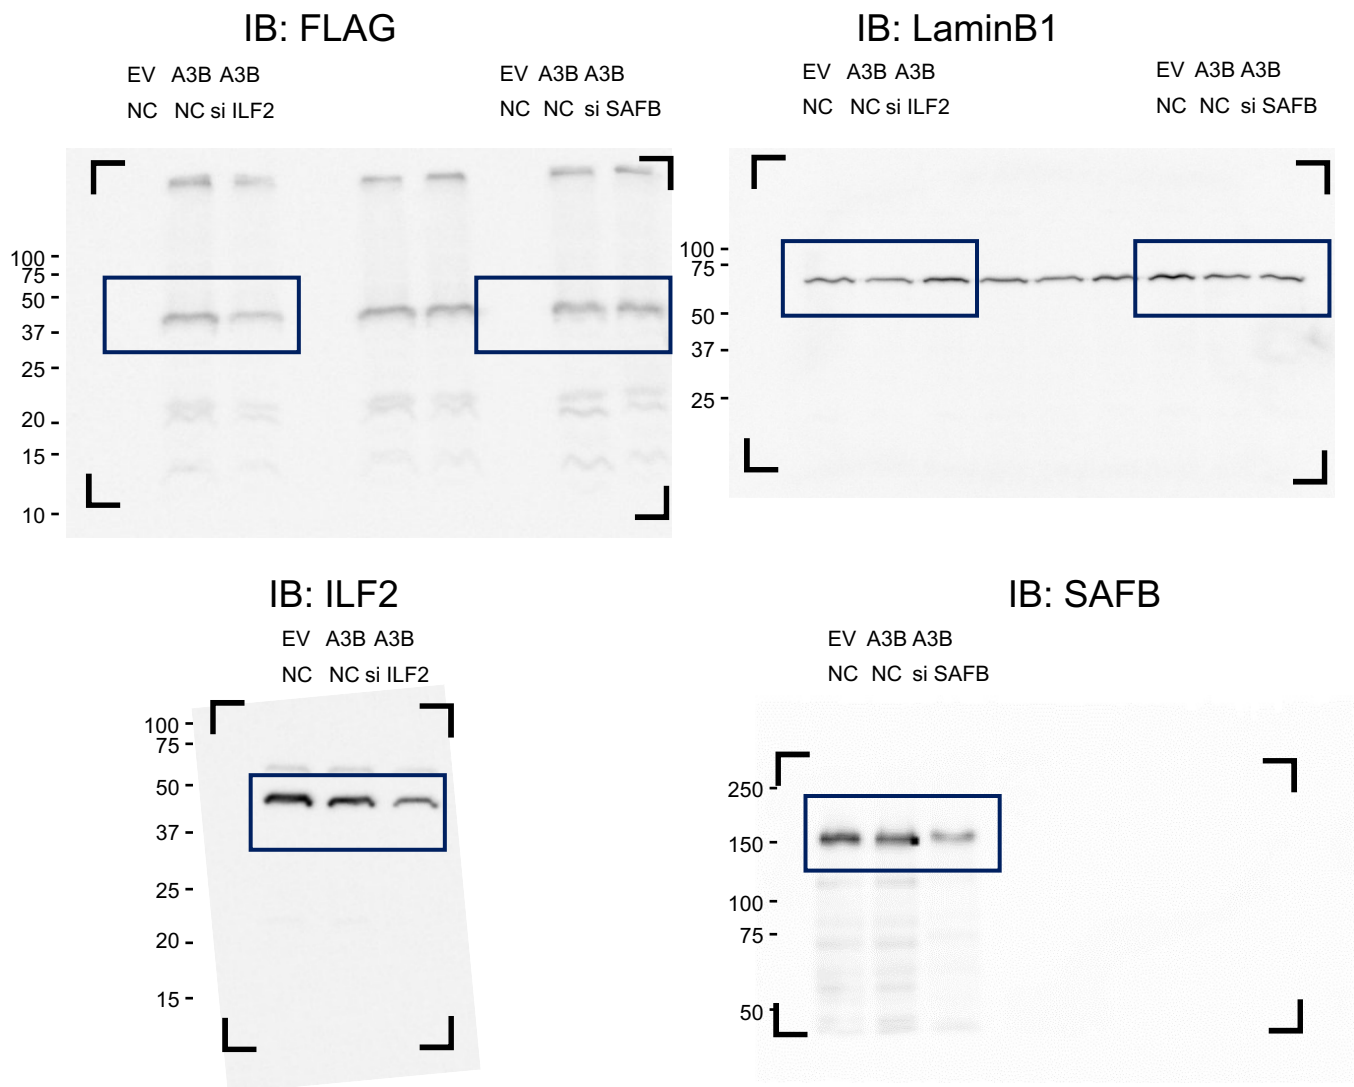 IB: FLAG
EV A3B A3B
NC NC si ILF2
EV A3B A3B
NC NC si SAFB
100
75
50
37
25
20
15
10
IB: LaminB1
EV A3B A3B
NC NC si ILF2
EV A3B A3B
NC NC si SAFB
100
75
50
37
25
IB: ILF2
EV A3B A3B
NC NC si ILF2
100
75
50
37
25
20
15
IB: SAFB
EV A3B A3B
NC NC si SAFB
250
150
100
75
50